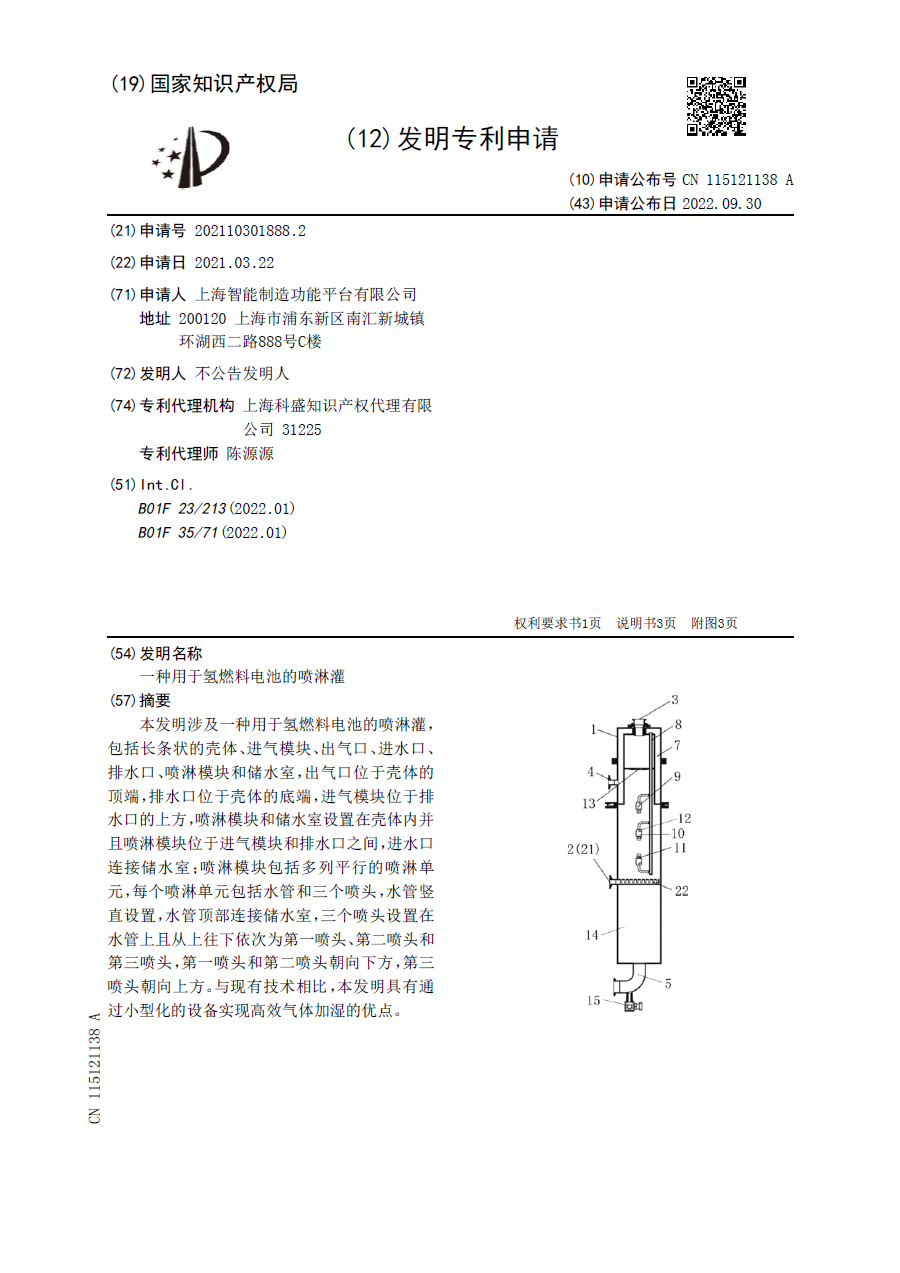 (19)国家知识产权局
(12)发明专利申请
(10)申请公布号 CN 115121138 A
(43)申请公布日 2022.09.30
(21)申请号 202110301888.2
(22)申请日 2021.03.22
(71)申请人 上海智能制造功能平台有限公司
地址 200120 上海市浦东新区南汇新城镇
环湖西二路888号C楼
(72)发明人 不公告发明人
(74)专利代理机构 上海科盛知识产权代理有限
公司 31225
专利代理师 陈源源
(51)Int.Cl.
B01F 23/213(2022.01)
B01F 35/71(2022.01)
权利要求书1页 说明书3页 附图3页
(54)发明名称
一种用于氢燃料电池的喷淋灌
(57)摘要
本发明涉及一种用于氢燃料电池的喷淋灌,
包括长条状的壳体、进气模块、出气口、进水口、
排水口、喷淋模块和储水室,出气口位于壳体的
顶端,排水口位于壳体的底端,进气模块位于排
水口的上方,喷淋模块和储水室设置在壳体内并
且喷淋模块位于进气模块和排水口之间,进水口
连接储水室;喷淋模块包括多列平行的喷淋单
元,每个喷淋单元包括水管和三个喷头,水管竖
直设置,水管顶部连接储水室,三个喷头设置在
水管上且从上往下依次为第一喷头、第二喷头和
第三喷头,第一喷头和第二喷头朝向下方,第三
喷头朝向上方。与现有技术相比,本发明具有通
过小型化的设备实现高效气体加湿的优点。
3
1
8
7
4
9
13
12
10
11
2(21)
22
14
5
15
CN 115121138 A